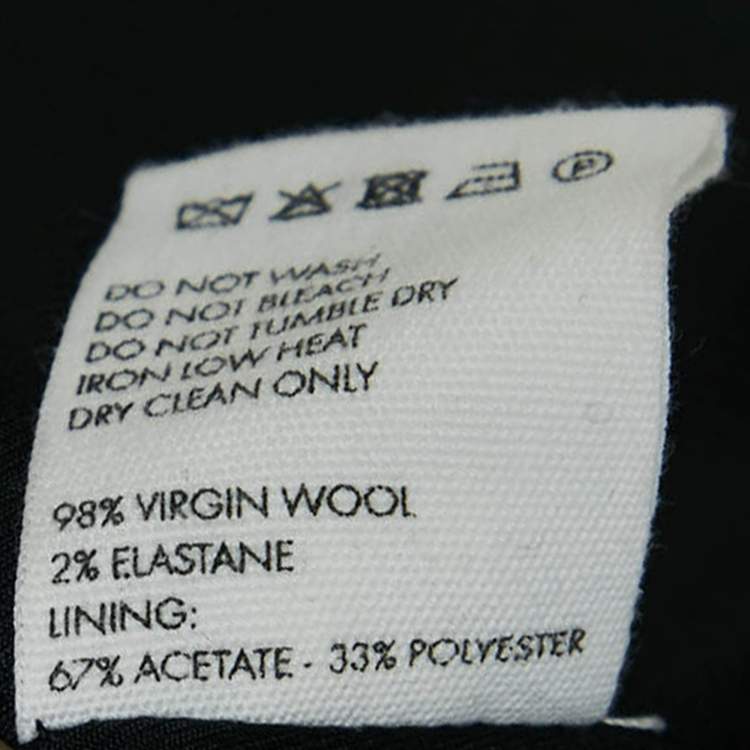 P
DO NOT WASH
DO NOT BLEACH
DO NOT TUMBLE DRY
IRON LOW HEAT
DRY CLEAN ONLY
98% VIRGIN WOOL
2% ELASTANE
LINING:
67% ACETATE - 33% POLYESTER